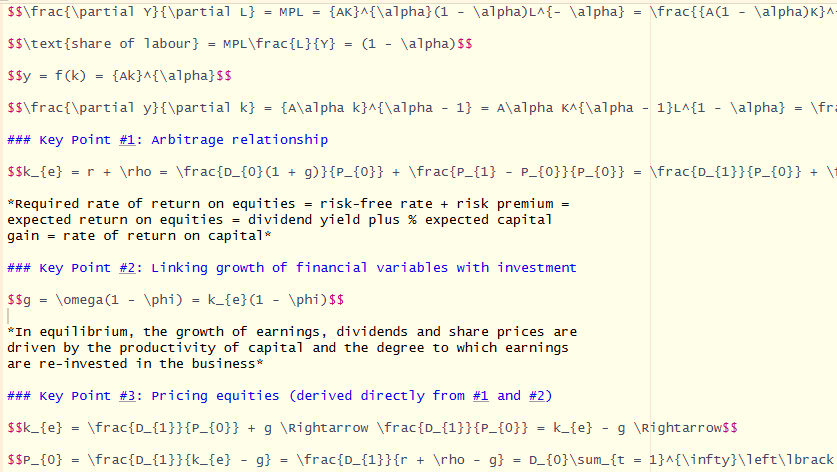 $$\frac{\partial Y}{\partial L} = MPL = {AK}^{\alpha}(1 - \alpha)L^{- \alpha} = \frac{{A(1 - \alpha)K}^
$$\text{share of labour} = MPL\frac{L}{Y} = (1 - \alpha)$$
$$y = f(k) = {Ak}^{\alpha}$$
$$\frac{\partial y}{\partial k} = {A\alpha k}^{\alpha - 1} = A\alpha K^{\alpha - 1}L^{1 - \alpha} = \fra
### Key Point #1: Arbitrage relationship
$$k_{e} = r + \rho = \frac{D_{0}(1 + g)}{P_{0}} + \frac{P_{1} - P_{0}}{P_{0}} = \frac{D_{1}}{P_{0}} + \
*Required rate of return on equities = risk-free rate + risk premium =
expected return on equities = dividend yield plus % expected capital
gain = rate of return on capital*
### Key Point #2: Linking growth of financial variables with investment
$$g = \omega(1 - \phi) = k_{e}(1 - \phi)$$
*In equilibrium, the growth of earnings, dividends and share prices are
driven by the productivity of capital and the degree to which earnings
are re-invested in the business*
### Key Point #3: Pricing equities (derived directly from #1 and #2)
$$k_{e} = \frac{D_{1}}{P_{0}} + g \Rightarrow \frac{D_{1}}{P_{0}} = k_{e} - g \Rightarrow$$
$$P_{0} = \frac{D_{1}}{k_{e} - g} = \frac{D_{1}}{r + \rho - g} = D_{0}\sum_{t = 1}^{\infty}\left\lbrack